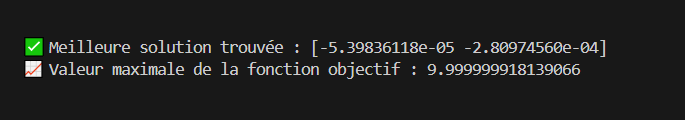 ✅ Meilleure solution trouvée : [-5.39836118e-05 -2.80974560e-04]
📈 Valeur maximale de la fonction objectif : 9.999999918139066